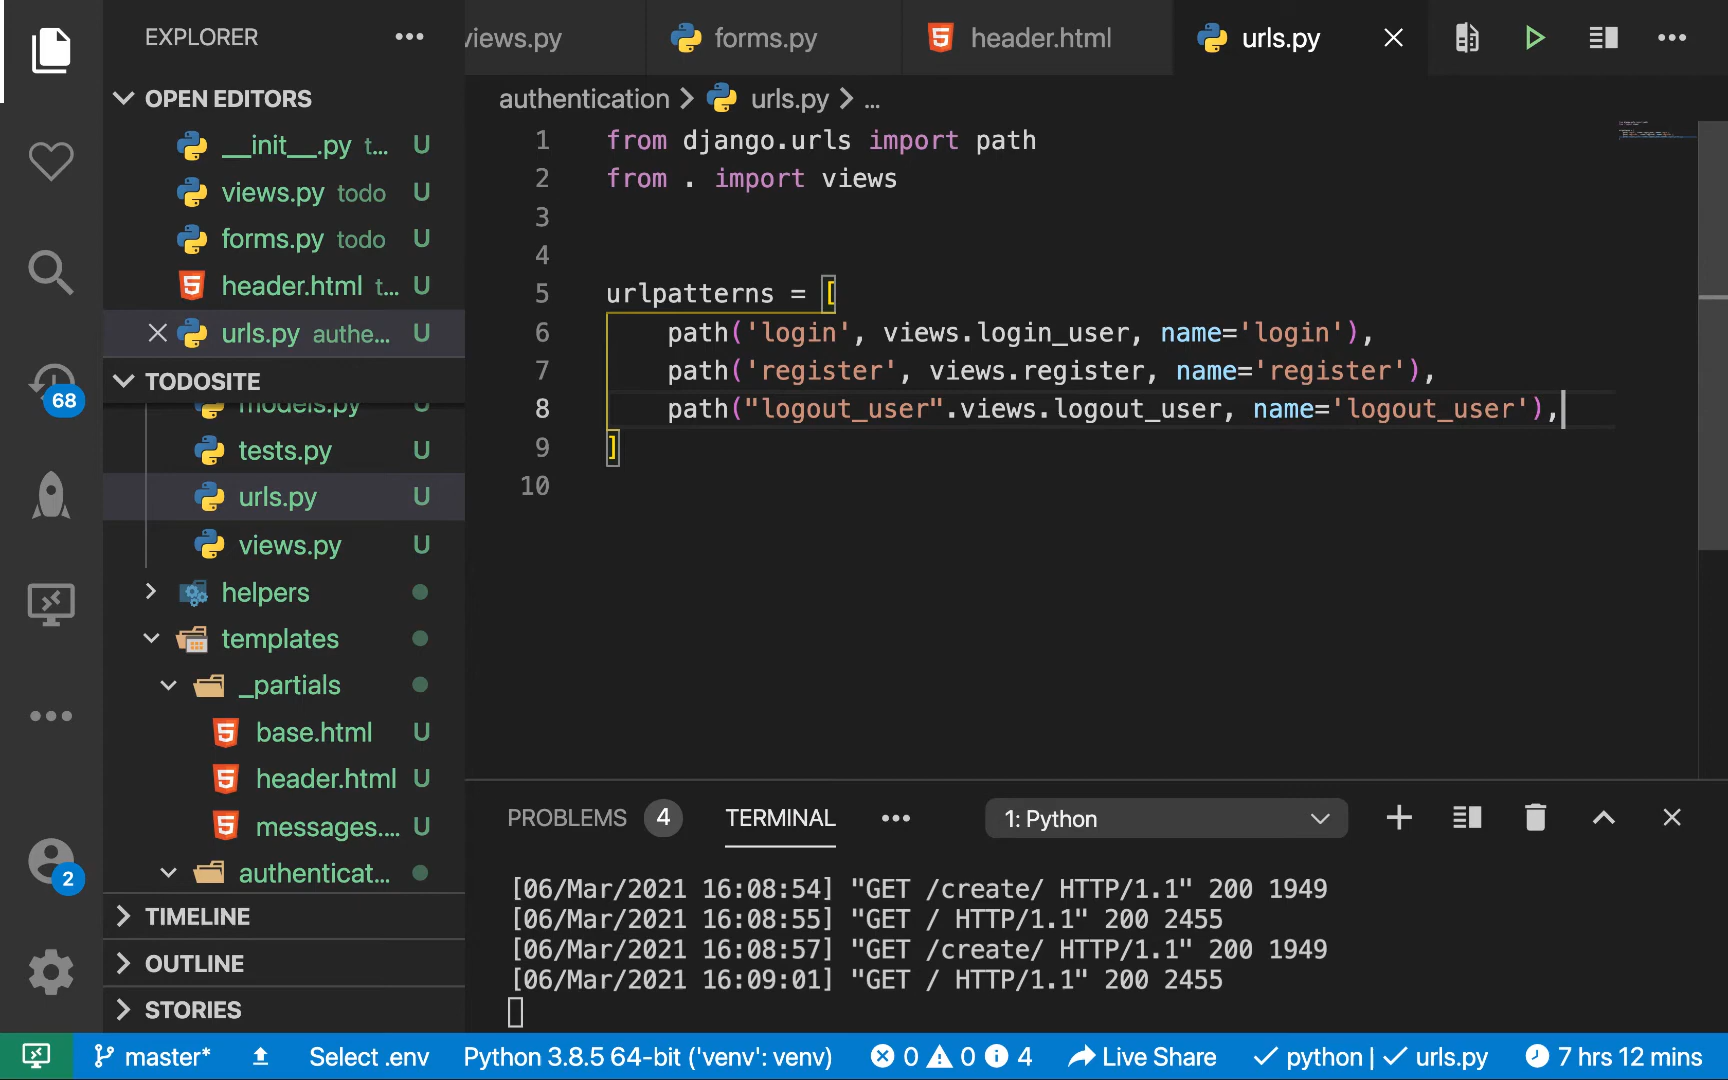 EXPLORER
OPEN EDITORS
__init__.py t... U
views.py todo U
forms.py todo U
header.html t... U
urls.py authe... U
TODOSITE
models.py U
tests.py U
urls.py U
views.py U
helpers
templates
_partials
base.html U
header.html U
messages.... U
authenticat...
TIMELINE
OUTLINE
STORIES
68
2
views.py forms.py header.html urls.py
authentication > urls.py > ...
1 from django.urls import path
2 from . import views
3
4
5 urlpatterns = [
6 path('login', views.login_user, name='login'),
7 path('register', views.register, name='register'),
8 path("logout_user".views.logout_user, name='logout_user'),
9 ]
10
PROBLEMS 4 TERMINAL ... 1: Python
[06/Mar/2021 16:08:54] "GET /create/ HTTP/1.1" 200 1949
[06/Mar/2021 16:08:55] "GET / HTTP/1.1" 200 2455
[06/Mar/2021 16:08:57] "GET /create/ HTTP/1.1" 200 1949
[06/Mar/2021 16:09:01] "GET / HTTP/1.1" 200 2455
master* Select .env Python 3.8.5 64-bit ('venv': venv) 0 0 4 Live Share python | urls.py 7 hrs 12 mins